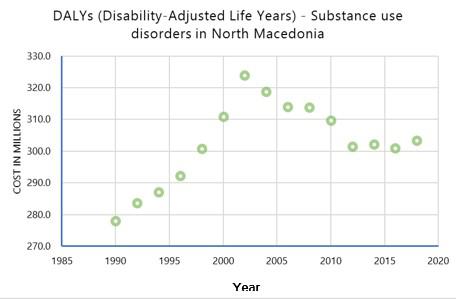 DALYs (Disability-Adjusted Life Years) - Substance use
disorders in North Macedonia
330.0
320.0
310.0
300.0
290.0
280.0
270.0
COST IN MILLIONS
1985 1990 1995 2000 2005 2010 2015 2020
Year